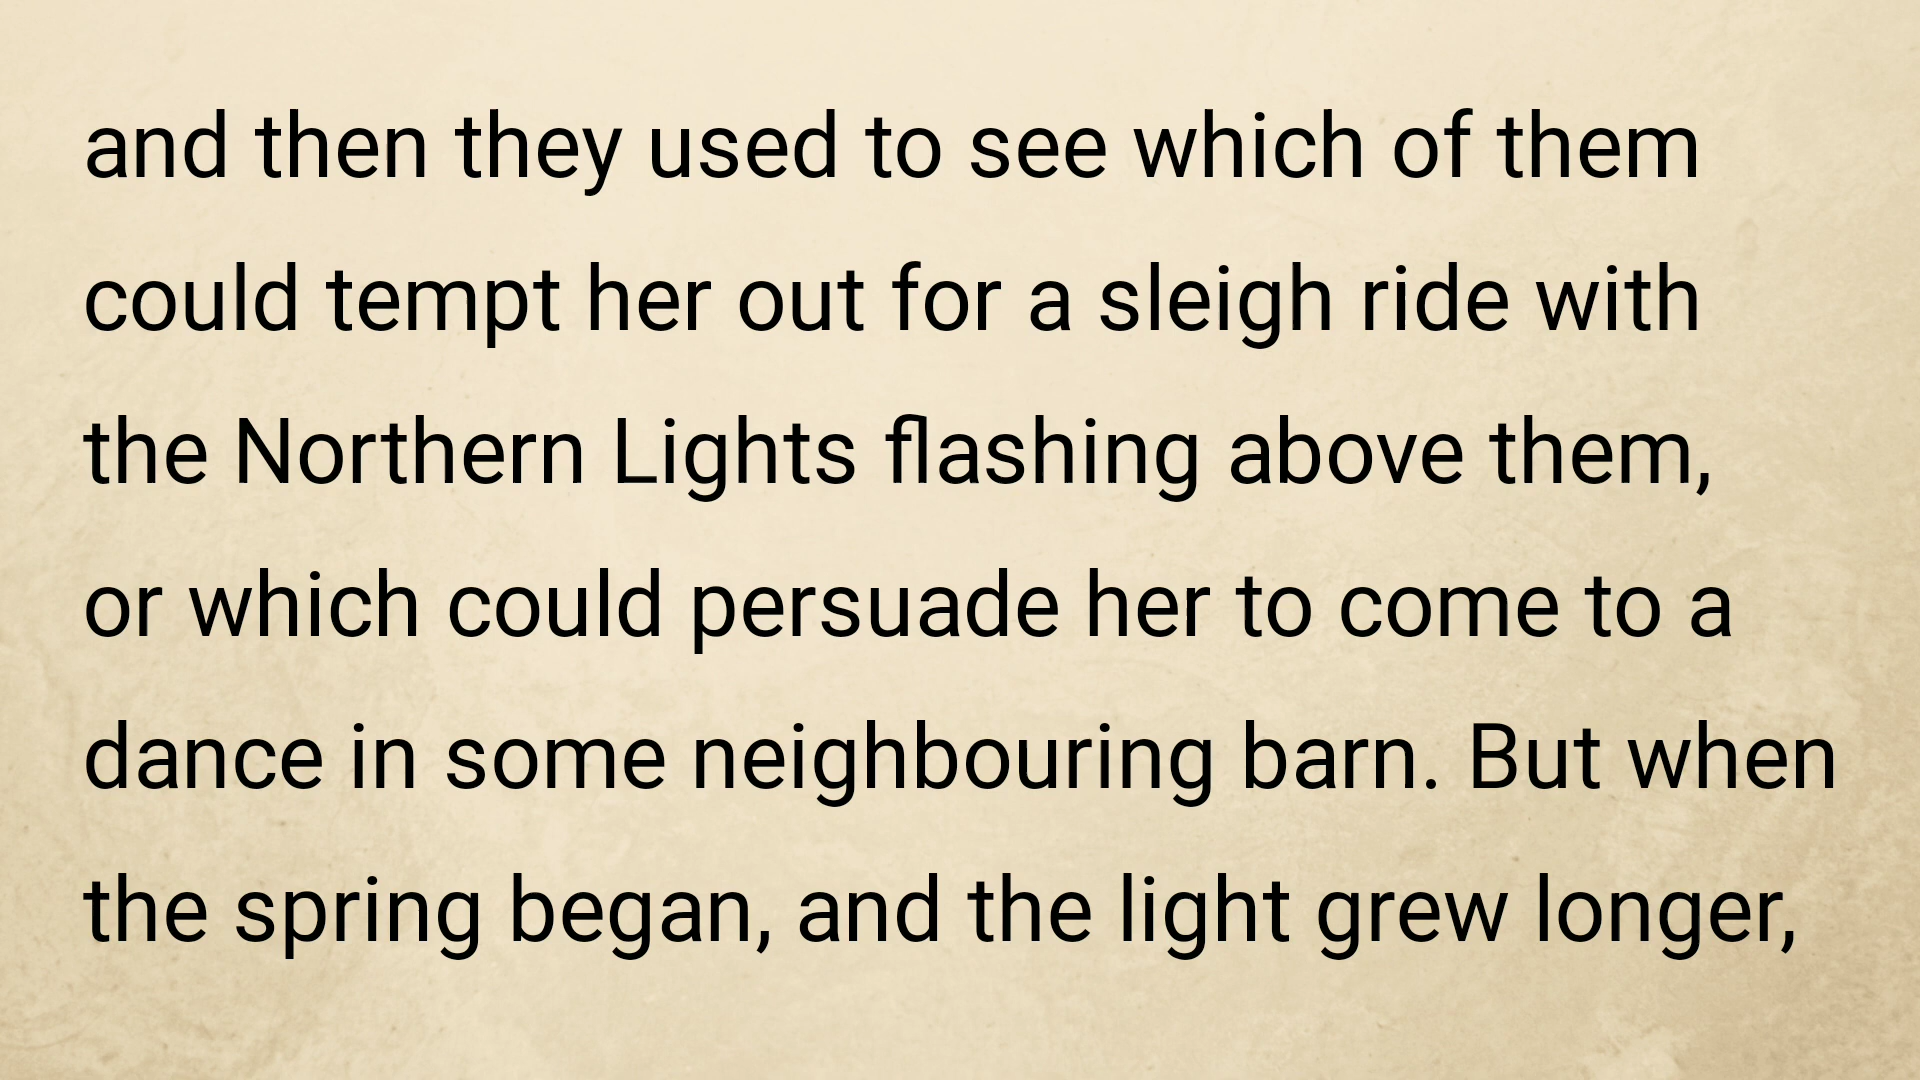 and then they used to see which of them
could tempt her out for a sleigh ride with
the Northern Lights flashing above them,
or which could persuade her to come to a
dance in some neighbouring barn. But when
the spring began, and the light grew longer,